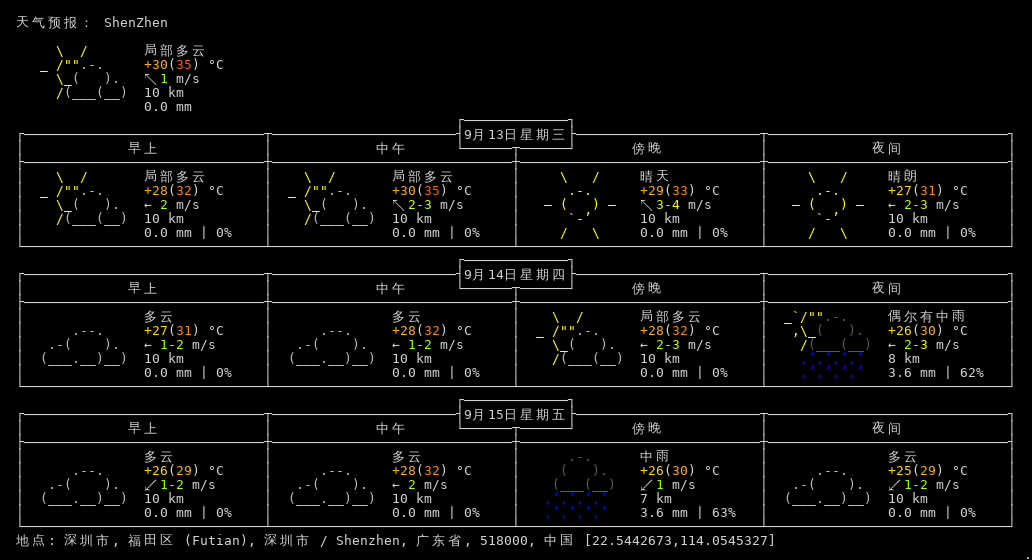 天气预报： ShenZhen
局部多云
+30(35) °C
↖ 1 m/s
10 km
0.0 mm
9月13日星期三
早上 中午 傍晚 夜间
局部多云 局部多云 晴天 晴朗
+28(32) °C +30(35) °C +29(33) °C +27(31) °C
← 2 m/s ↖ 2-3 m/s ↖ 3-4 m/s ← 2-3 m/s
10 km 10 km 10 km 10 km
0.0 mm | 0% 0.0 mm | 0% 0.0 mm | 0% 0.0 mm | 0%
9月14日星期四
早上 中午 傍晚 夜间
多云 多云 局部多云 偶尔有中雨
+27(31) °C +28(32) °C +28(32) °C +26(30) °C
← 1-2 m/s ← 1-2 m/s ← 2-3 m/s ← 2-3 m/s
10 km 10 km 10 km 8 km
0.0 mm | 0% 0.0 mm | 0% 0.0 mm | 0% 3.6 mm | 62%
9月15日星期五
早上 中午 傍晚 夜间
多云 多云 中雨 多云
+26(29) °C +28(32) °C +26(30) °C +25(29) °C
↙ 1-2 m/s ← 2 m/s ↙ 1 m/s ↙ 1-2 m/s
10 km 10 km 7 km 10 km
0.0 mm | 0% 0.0 mm | 0% 3.6 mm | 63% 0.0 mm | 0%
地点: 深圳市, 福田区 (Futian), 深圳市 / Shenzhen, 广东省, 518000, 中国 [22.5442673,114.0545327]